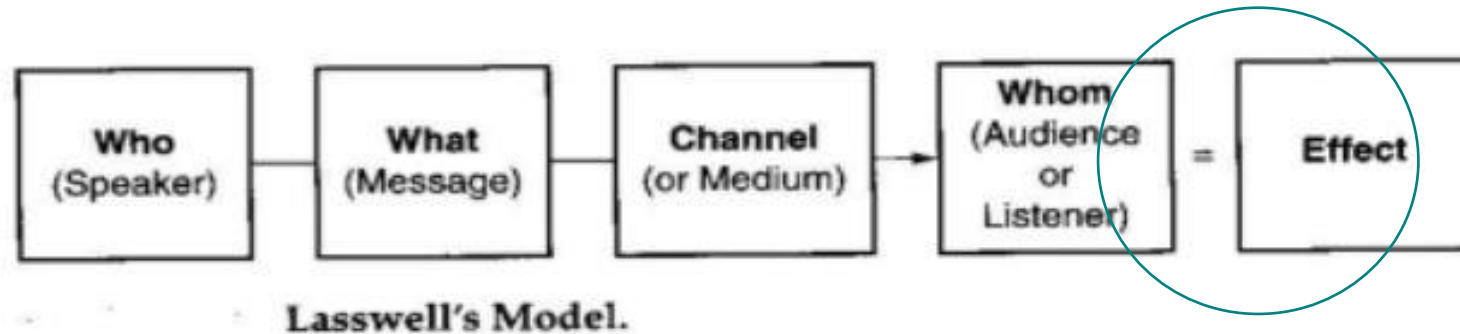 Who
(Speaker)
What
(Message)
Channel
(or Medium)
Whom
(Audience
or
Listener)
=
Effect
Lasswell's Model.